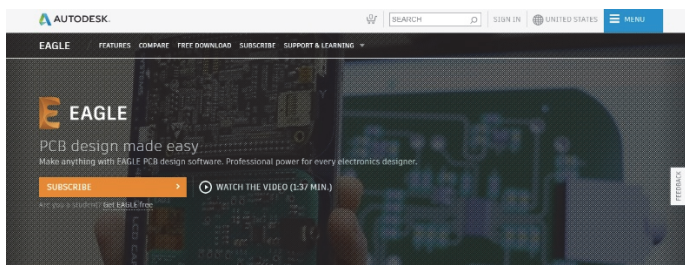 AUTODESK.
SEARCH
SIGN IN
UNITED STATES
MENU
EAGLE / FEATURES COMPARE FREE DOWNLOAD SUBSCRIBE SUPPORT & LEARNING
E EAGLE
PCB design made easy
Make anything with EAGLE PCB design software. Professional power for every electronics designer.
SUBSCRIBE >
WATCH THE VIDEO (1:37 MIN.)
Are you a student? Get EAGLE free
FEEDBACK
LCD CA